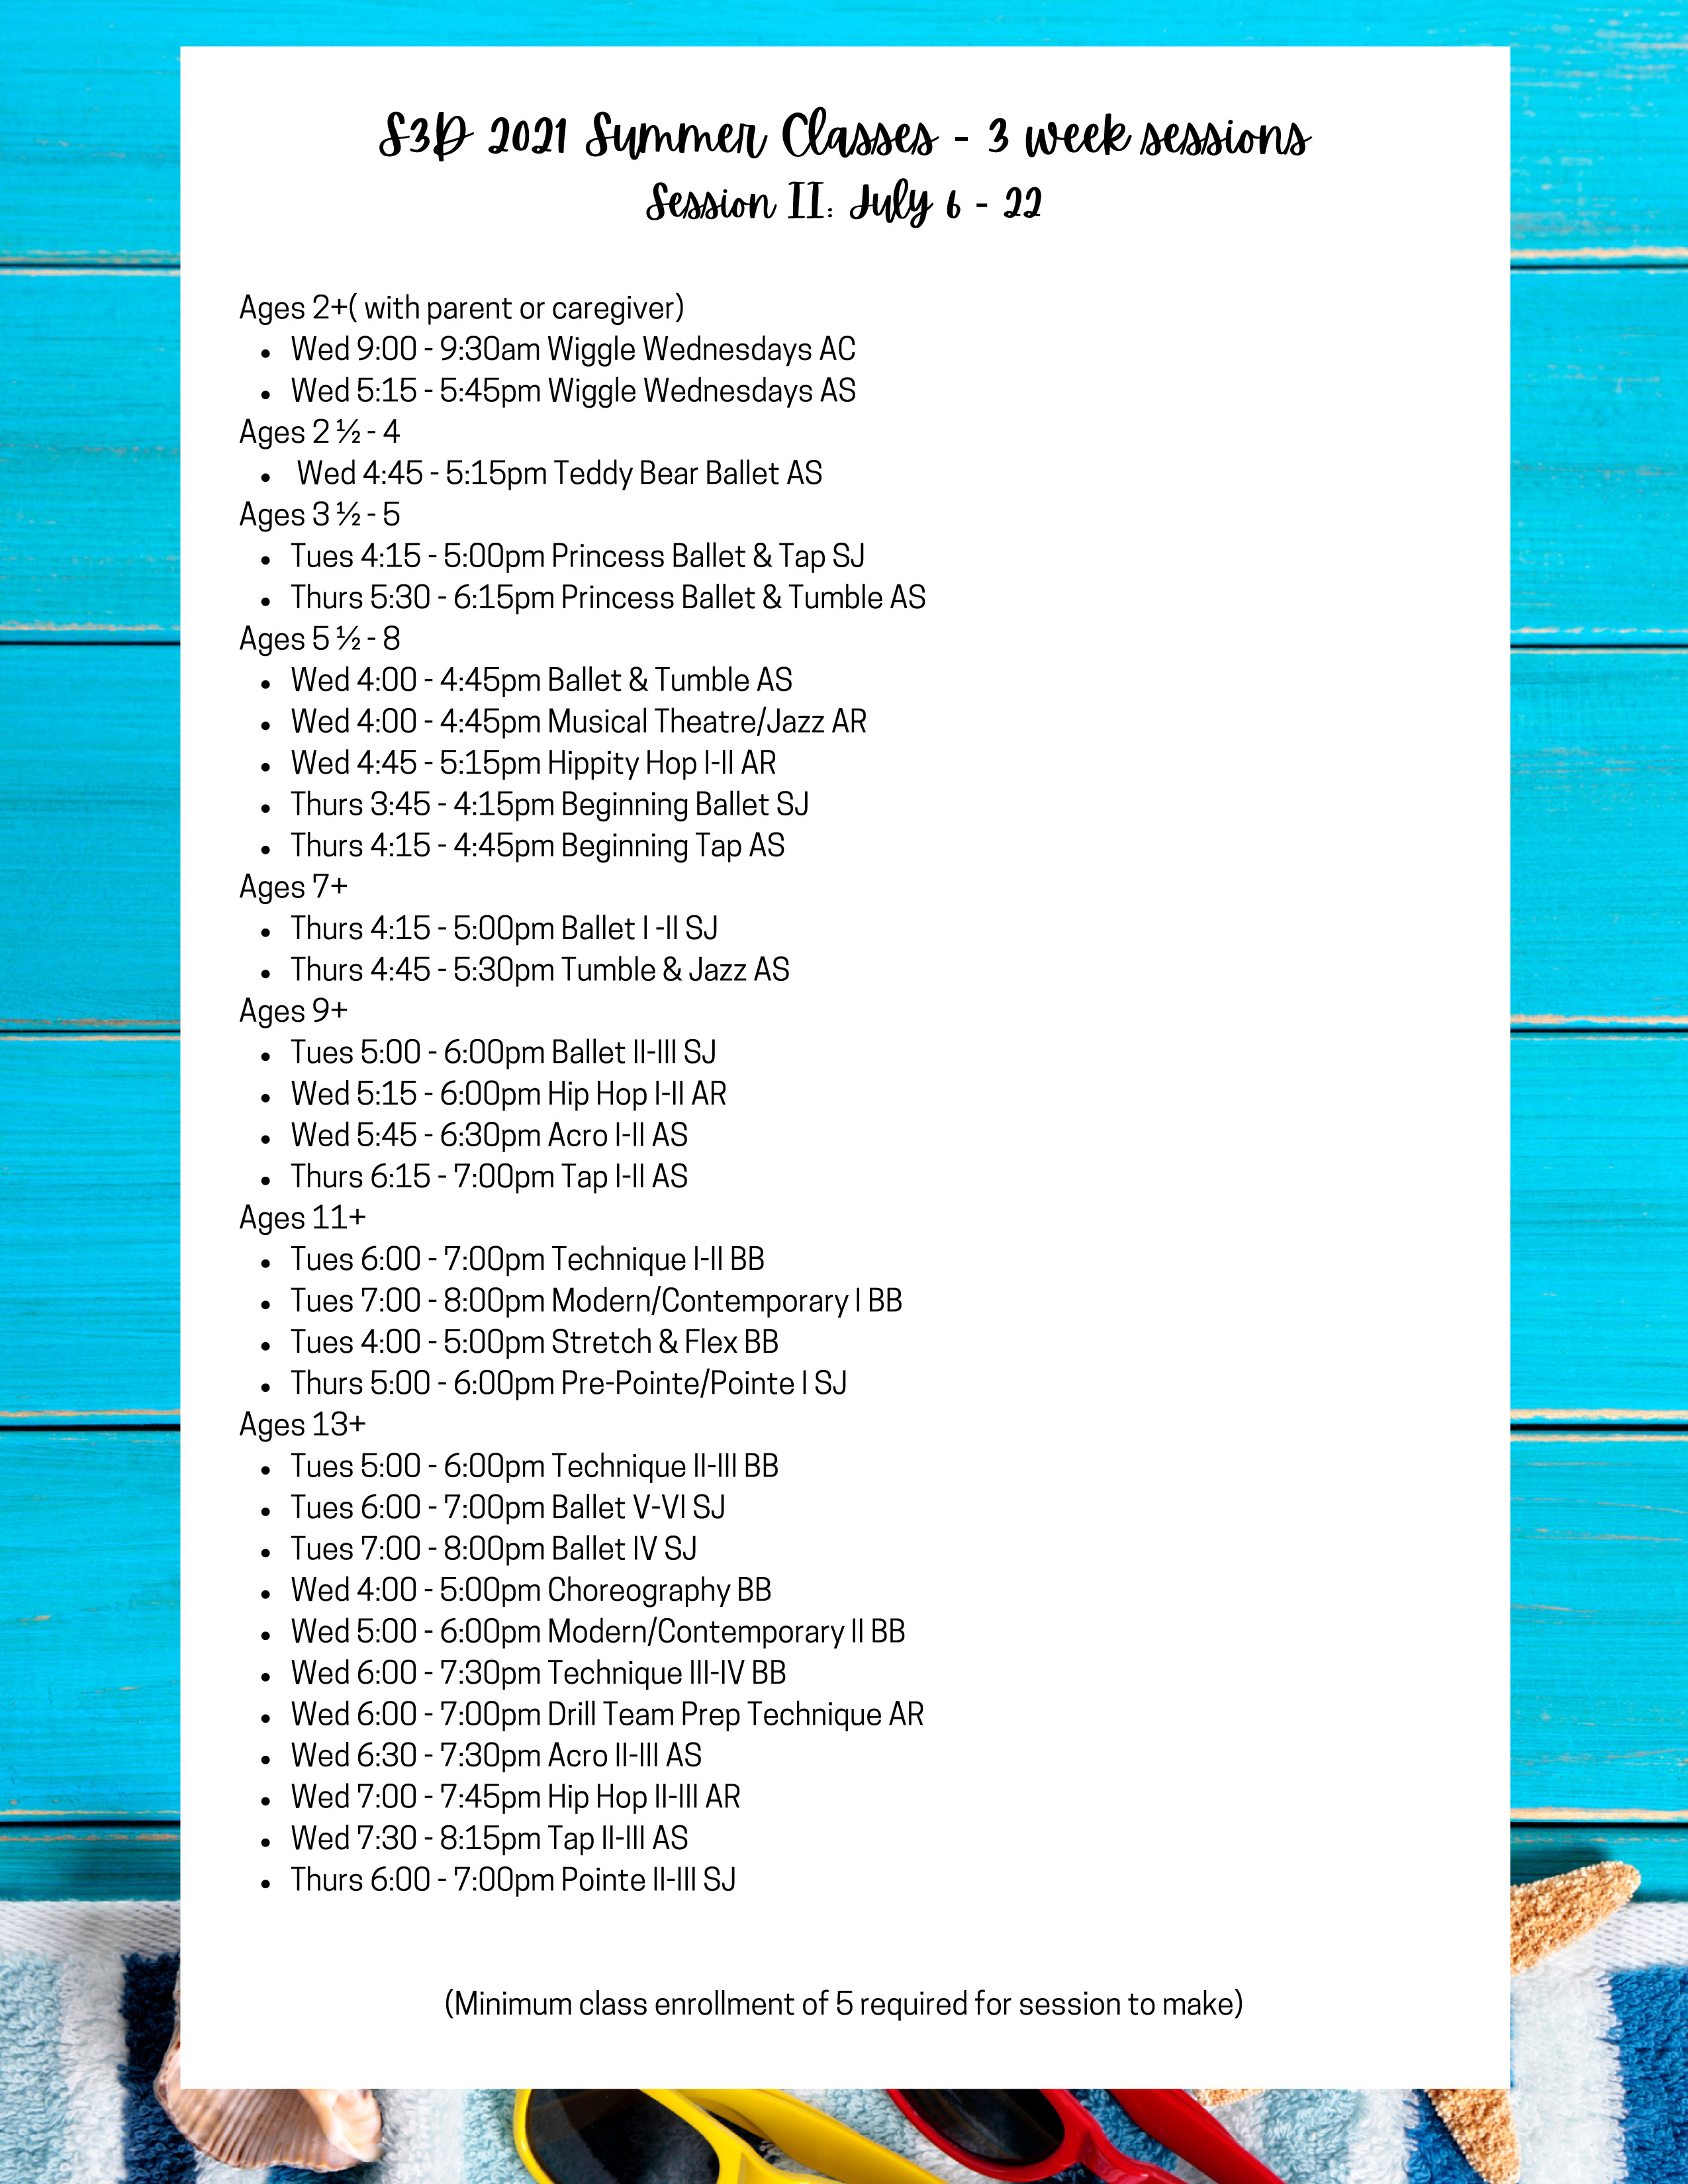 S3D 2021 Summer Classes - 3 week sessions
Session II: July 6 - 22
Ages 2+( with parent or caregiver)
• Wed 9:00 - 9:30am Wiggle Wednesdays AC
• Wed 5:15 - 5:45pm Wiggle Wednesdays AS
Ages 2 ½ - 4
• Wed 4:45 - 5:15pm Teddy Bear Ballet AS
Ages 3 ½ - 5
• Tues 4:15 - 5:00pm Princess Ballet & Tap SJ
• Thurs 5:30 - 6:15pm Princess Ballet & Tumble AS
Ages 5 ½ - 8
• Wed 4:00 - 4:45pm Ballet & Tumble AS
• Wed 4:00 - 4:45pm Musical Theatre/Jazz AR
• Wed 4:45 - 5:15pm Hippity Hop I-II AR
• Thurs 3:45 - 4:15pm Beginning Ballet SJ
• Thurs 4:15 - 4:45pm Beginning Tap AS
Ages 7+
• Thurs 4:15 - 5:00pm Ballet I -II SJ
• Thurs 4:45 - 5:30pm Tumble & Jazz AS
Ages 9+
• Tues 5:00 - 6:00pm Ballet II-III SJ
• Wed 5:15 - 6:00pm Hip Hop I-II AR
• Wed 5:45 - 6:30pm Acro I-II AS
• Thurs 6:15 - 7:00pm Tap I-II AS
Ages 11+
• Tues 6:00 - 7:00pm Technique I-II BB
• Tues 7:00 - 8:00pm Modern/Contemporary I BB
• Tues 4:00 - 5:00pm Stretch & Flex BB
• Thurs 5:00 - 6:00pm Pre-Pointe/Pointe I SJ
Ages 13+
• Tues 5:00 - 6:00pm Technique II-III BB
• Tues 6:00 - 7:00pm Ballet V-VI SJ
• Tues 7:00 - 8:00pm Ballet IV SJ
• Wed 4:00 - 5:00pm Choreography BB
• Wed 5:00 - 6:00pm Modern/Contemporary II BB
• Wed 6:00 - 7:30pm Technique III-IV BB
• Wed 6:00 - 7:00pm Drill Team Prep Technique AR
• Wed 6:30 - 7:30pm Acro II-III AS
• Wed 7:00 - 7:45pm Hip Hop II-III AR
• Wed 7:30 - 8:15pm Tap II-III AS
• Thurs 6:00 - 7:00pm Pointe II-III SJ
(Minimum class enrollment of 5 required for session to make)